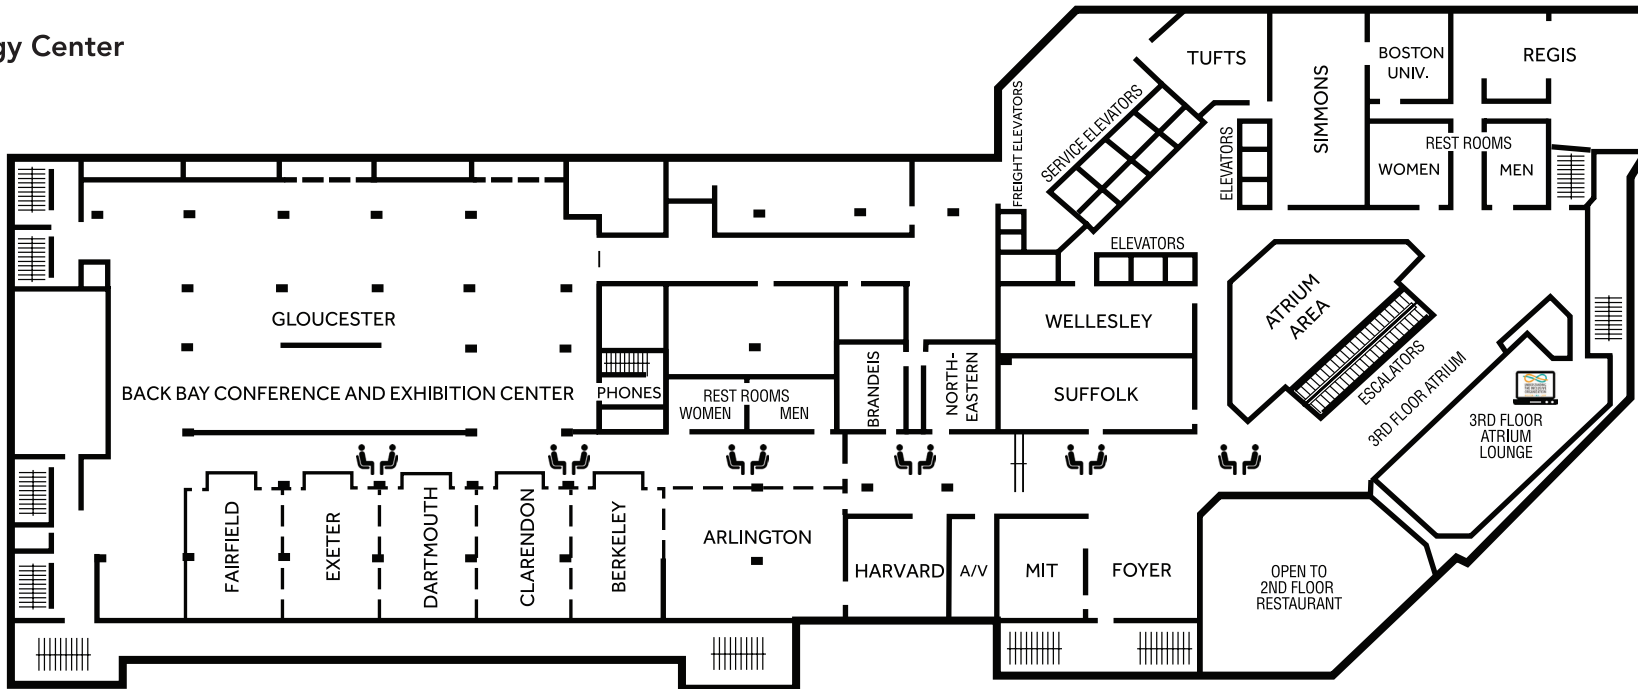 gy Center
TUFTS
SIMMONS
BOSTON
UNIV.
REGIS
FREIGHT ELEVATORS
SERVICE ELEVATORS
ELEVATORS
REST ROOMS
WOMEN
MEN
ELEVATORS
ATRIUM
AREA
GLOUCESTER
WELLESLEY
ESCALATORS
3RD FLOOR ATRIUM
BACK BAY CONFERENCE AND EXHIBITION CENTER
PHONES
REST ROOMS
WOMEN
MEN
BRANDEIS
NORTH-
EASTERN
SUFFOLK
3RD FLOOR
ATRIUM
LOUNGE
FAIRFIELD
EXETER
DARTMOUTH
CLARENDON
BERKELEY
ARLINGTON
HARVARD
A/V
MIT
FOYER
OPEN TO
2ND FLOOR
RESTAURANT